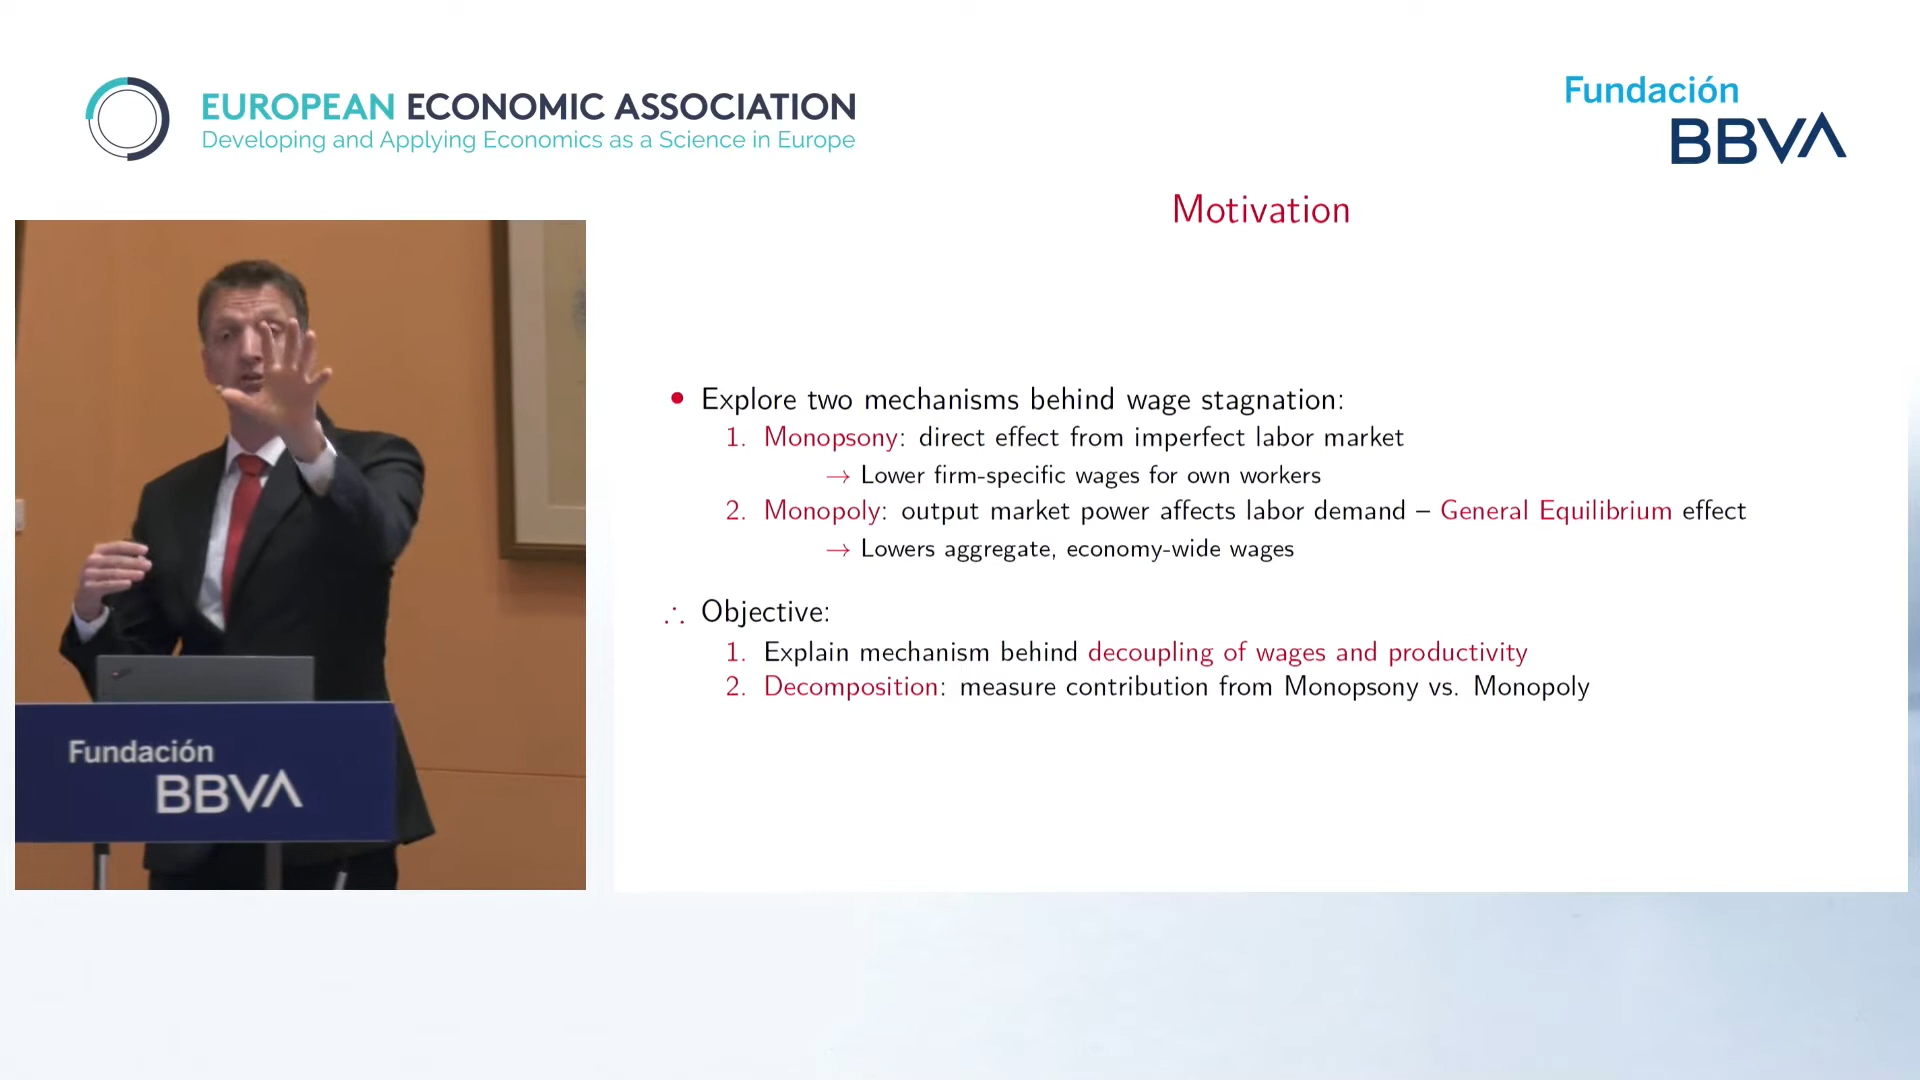 EUROPEAN ECONOMIC ASSOCIATION
Developing and Applying Economics as a Science in Europe
Fundación
BBVA
Motivation
• Explore two mechanisms behind wage stagnation:
1. Monopsony: direct effect from imperfect labor market
→ Lower firm-specific wages for own workers
2. Monopoly: output market power affects labor demand – General Equilibrium effect
→ Lowers aggregate, economy-wide wages
∴ Objective:
1. Explain mechanism behind decoupling of wages and productivity
2. Decomposition: measure contribution from Monopsony vs. Monopoly
Fundación
BBVA